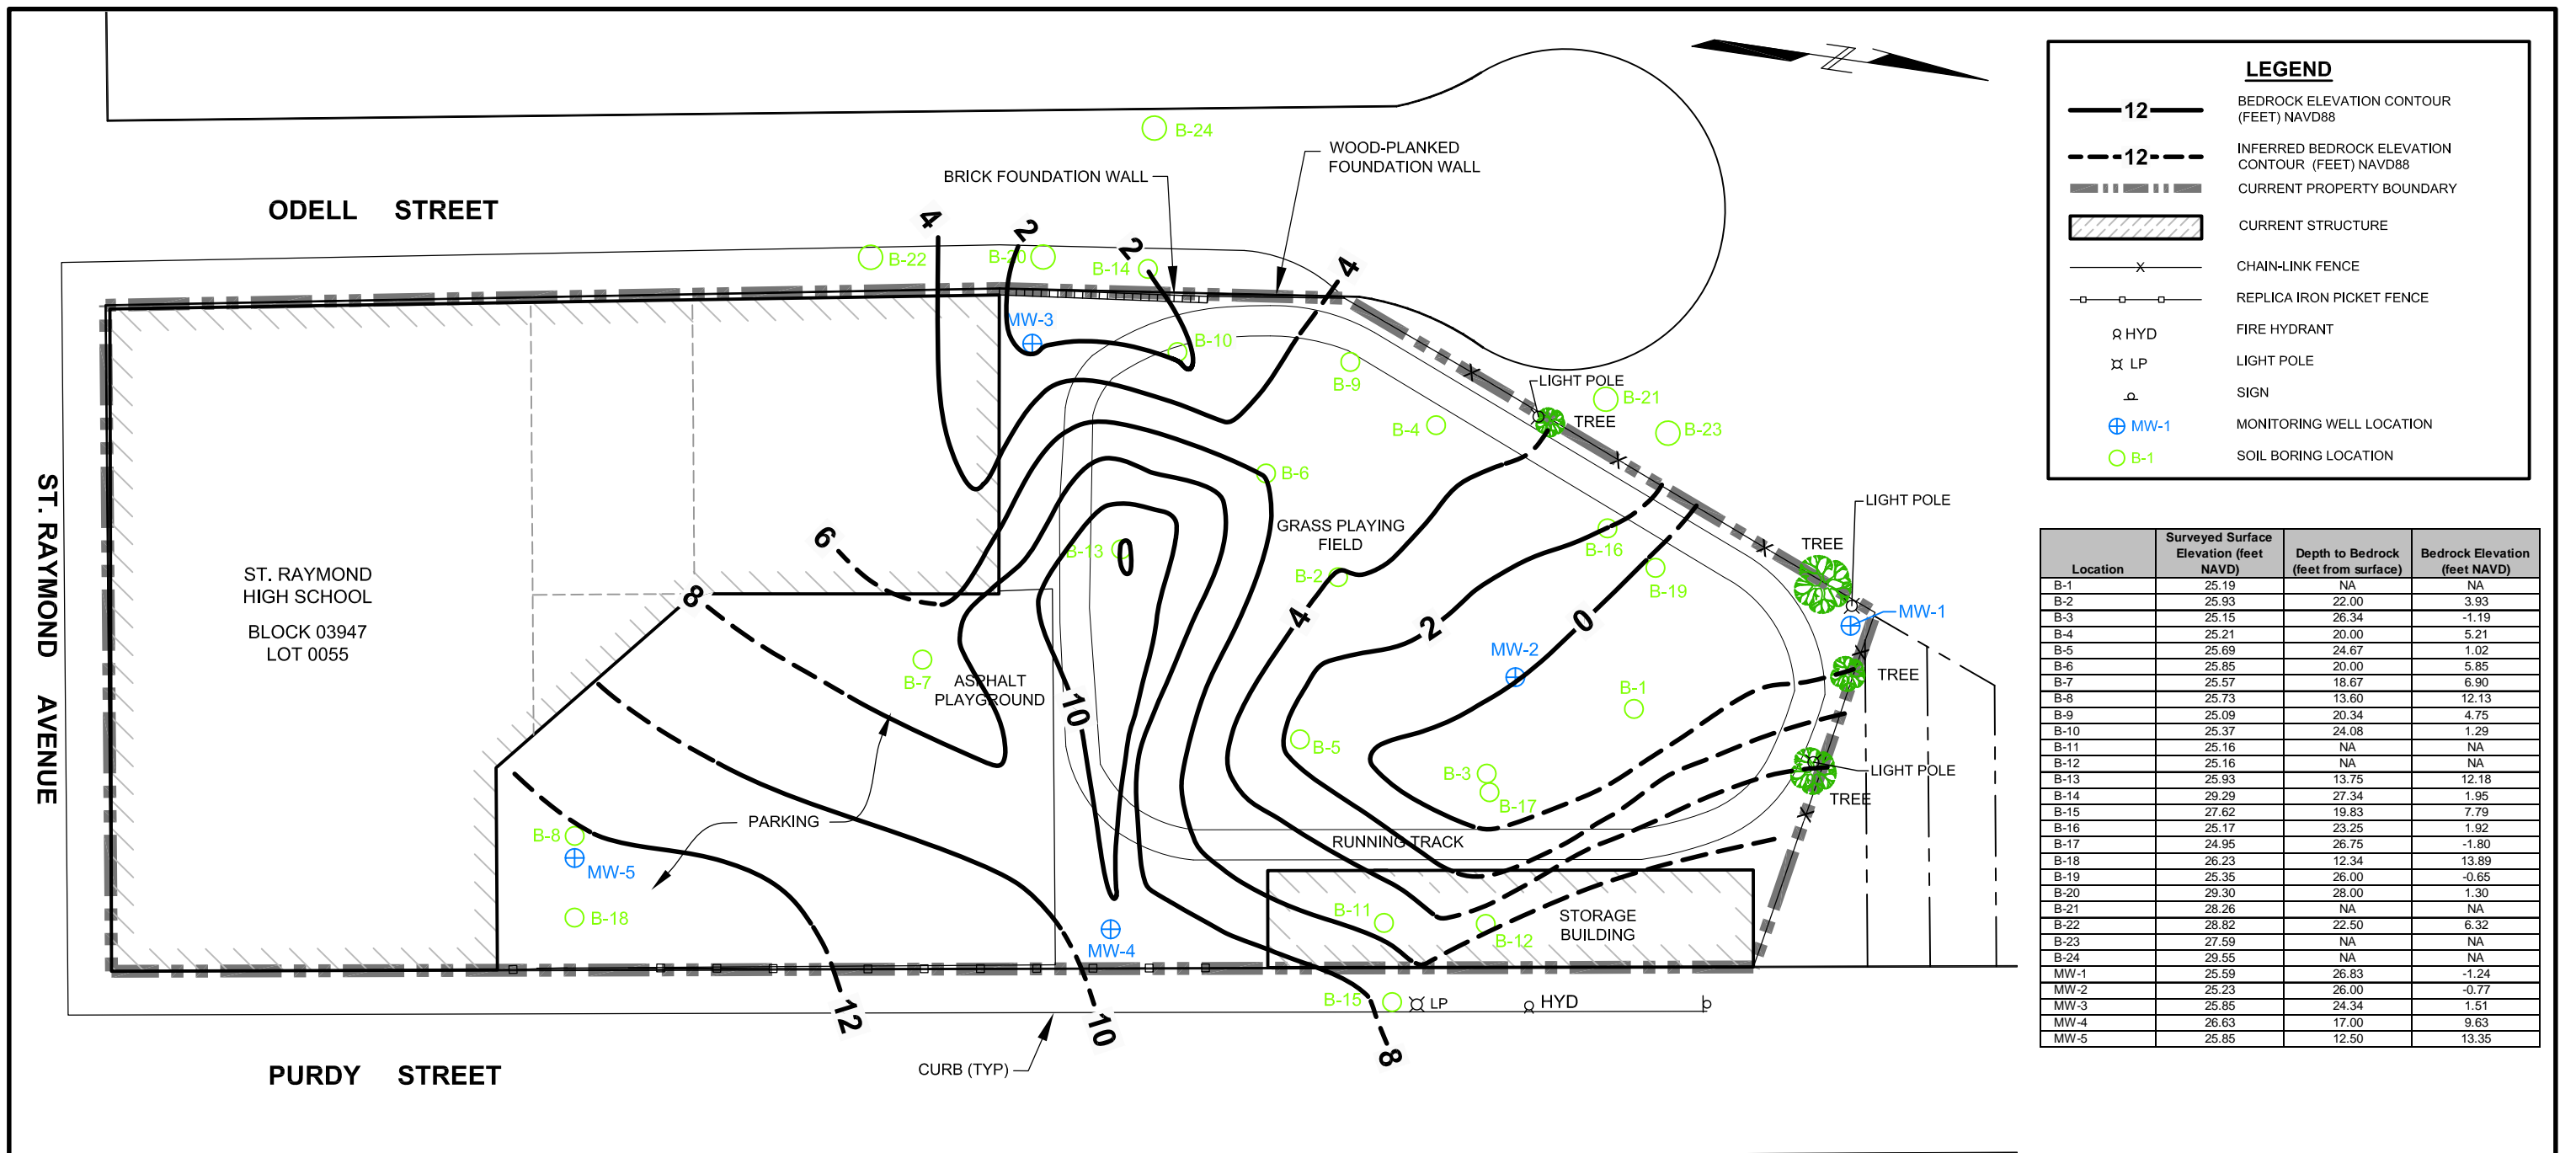 ODELL STREET
ST. RAYMOND AVENUE
PURDY STREET
ST. RAYMOND
HIGH SCHOOL
BLOCK 03947
LOT 0055
BRICK FOUNDATION WALL
WOOD-PLANKED
FOUNDATION WALL
B-24
B-22
B-20
B-14
MW-3
B-10
B-9
B-4
B-21
B-23
B-6
B-13
B-2
B-16
B-19
B-7
MW-2
B-1
MW-1
B-5
B-3
B-17
B-8
MW-5
B-18
MW-4
B-11
B-12
B-15
4
2
2
4
6
8
10
4
2
0
12
10
8
LIGHT POLE
TREE
LIGHT POLE
TREE
TREE
LIGHT POLE
TREE
GRASS PLAYING
FIELD
ASPHALT
PLAYGROUND
PARKING
RUNNING TRACK
STORAGE
BUILDING
LP
HYD
CURB (TYP)
Z
LEGEND
12
BEDROCK ELEVATION CONTOUR
(FEET) NAVD88
12
INFERRED BEDROCK ELEVATION
CONTOUR (FEET) NAVD88
CURRENT PROPERTY BOUNDARY
CURRENT STRUCTURE
X CHAIN-LINK FENCE
REPLICA IRON PICKET FENCE
HYD FIRE HYDRANT
LP LIGHT POLE
SIGN
MW-1 MONITORING WELL LOCATION
B-1 SOIL BORING LOCATION
Location Surveyed Surface Elevation (feet NAVD) Depth to Bedrock (feet from surface) Bedrock Elevation (feet NAVD)
B-1 25.19 NA NA
B-2 25.93 22.00 3.93
B-3 25.15 26.34 -1.19
B-4 25.21 20.00 5.21
B-5 25.69 24.67 1.02
B-6 25.85 20.00 5.85
B-7 25.57 18.67 6.90
B-8 25.73 13.60 12.13
B-9 25.09 20.34 4.75
B-10 25.37 24.08 1.29
B-11 25.16 NA NA
B-12 25.16 NA NA
B-13 25.93 13.75 12.18
B-14 29.29 27.34 1.95
B-15 27.62 19.83 7.79
B-16 25.17 23.25 1.92
B-17 24.95 26.75 -1.80
B-18 26.23 12.34 13.89
B-19 25.35 26.00 -0.65
B-20 29.30 28.00 1.30
B-21 28.26 NA NA
B-22 28.82 22.50 6.32
B-23 27.59 NA NA
B-24 29.55 NA NA
MW-1 25.59 26.83 -1.24
MW-2 25.23 26.00 -0.77
MW-3 25.85 24.34 1.51
MW-4 26.63 17.00 9.63
MW-5 25.85 12.50 13.35